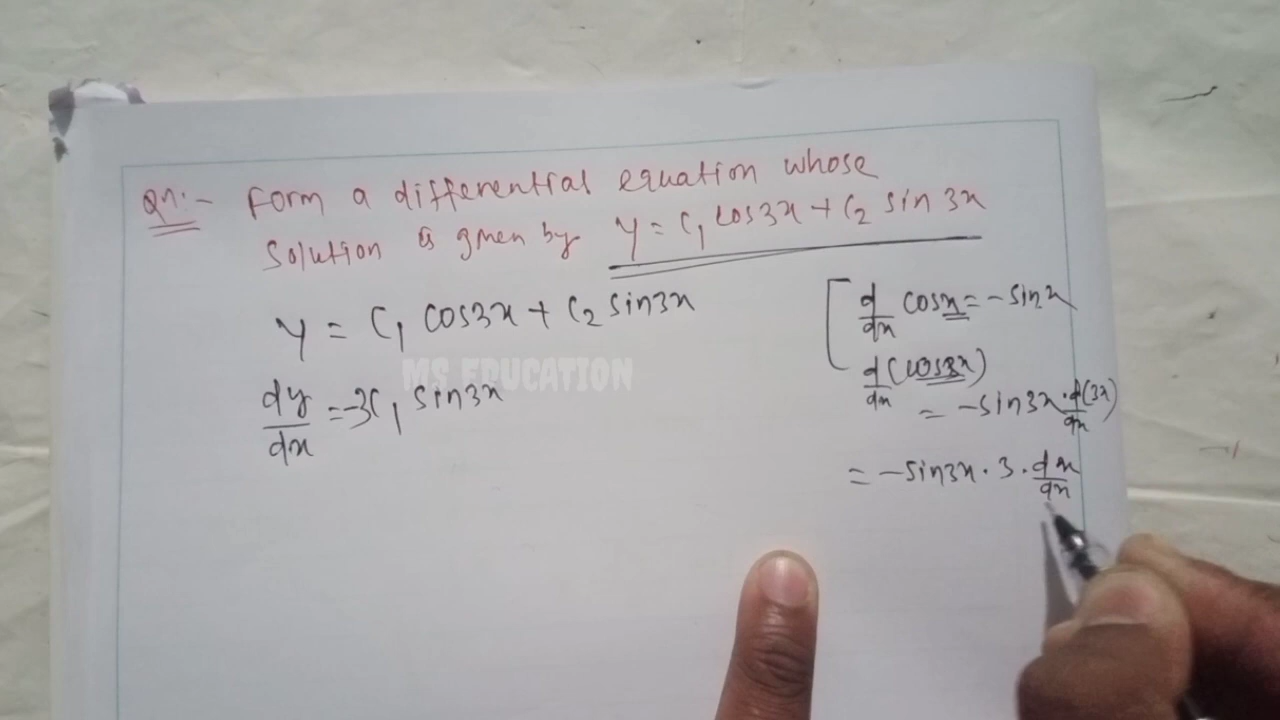 Qn:- Form a differential equation whose
Solution is given by y = C₁ cos3x + C₂ sin 3x
y = C₁ cos3x + C₂ sin3x
dy/dx = -3C₁ sin3x
MS EDUCATION
d/dx cosx = -sinx
d/dx (cos3x)
= -sin3x · d/dx (3x)
= -sin3x · 3 · dx/dx